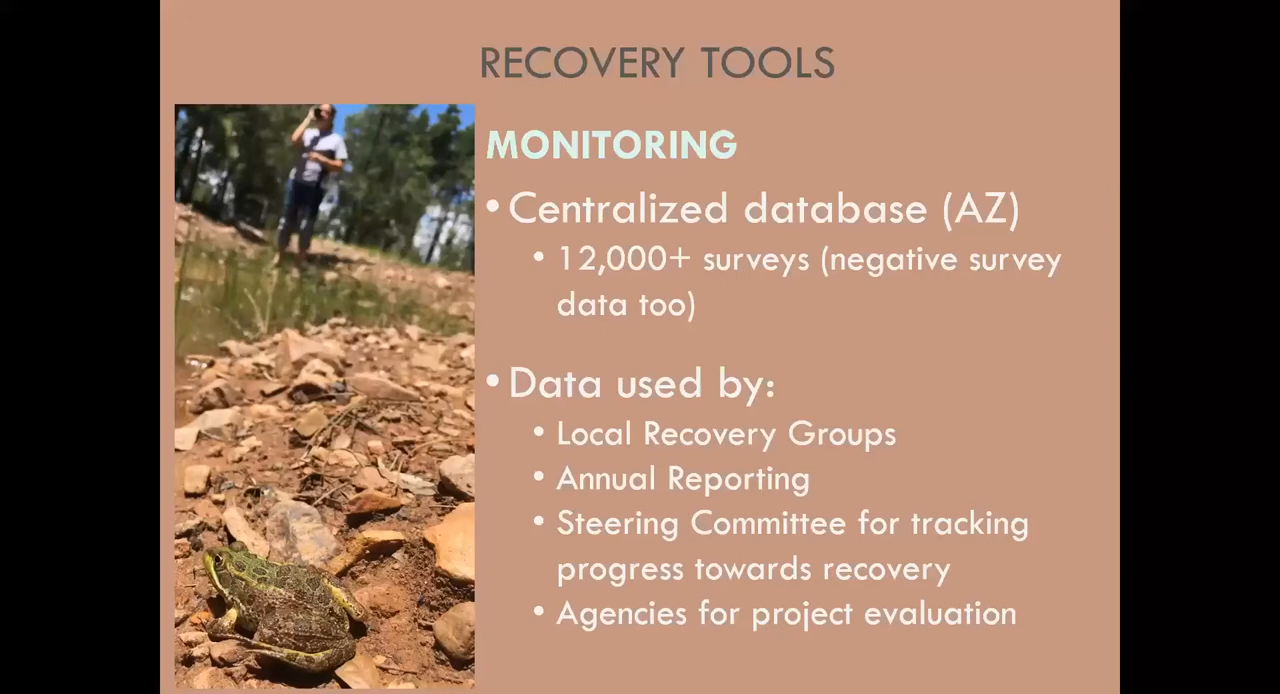 RECOVERY TOOLS
MONITORING
• Centralized database (AZ)
• 12,000+ surveys (negative survey
data too)
• Data used by:
• Local Recovery Groups
• Annual Reporting
• Steering Committee for tracking
progress towards recovery
• Agencies for project evaluation